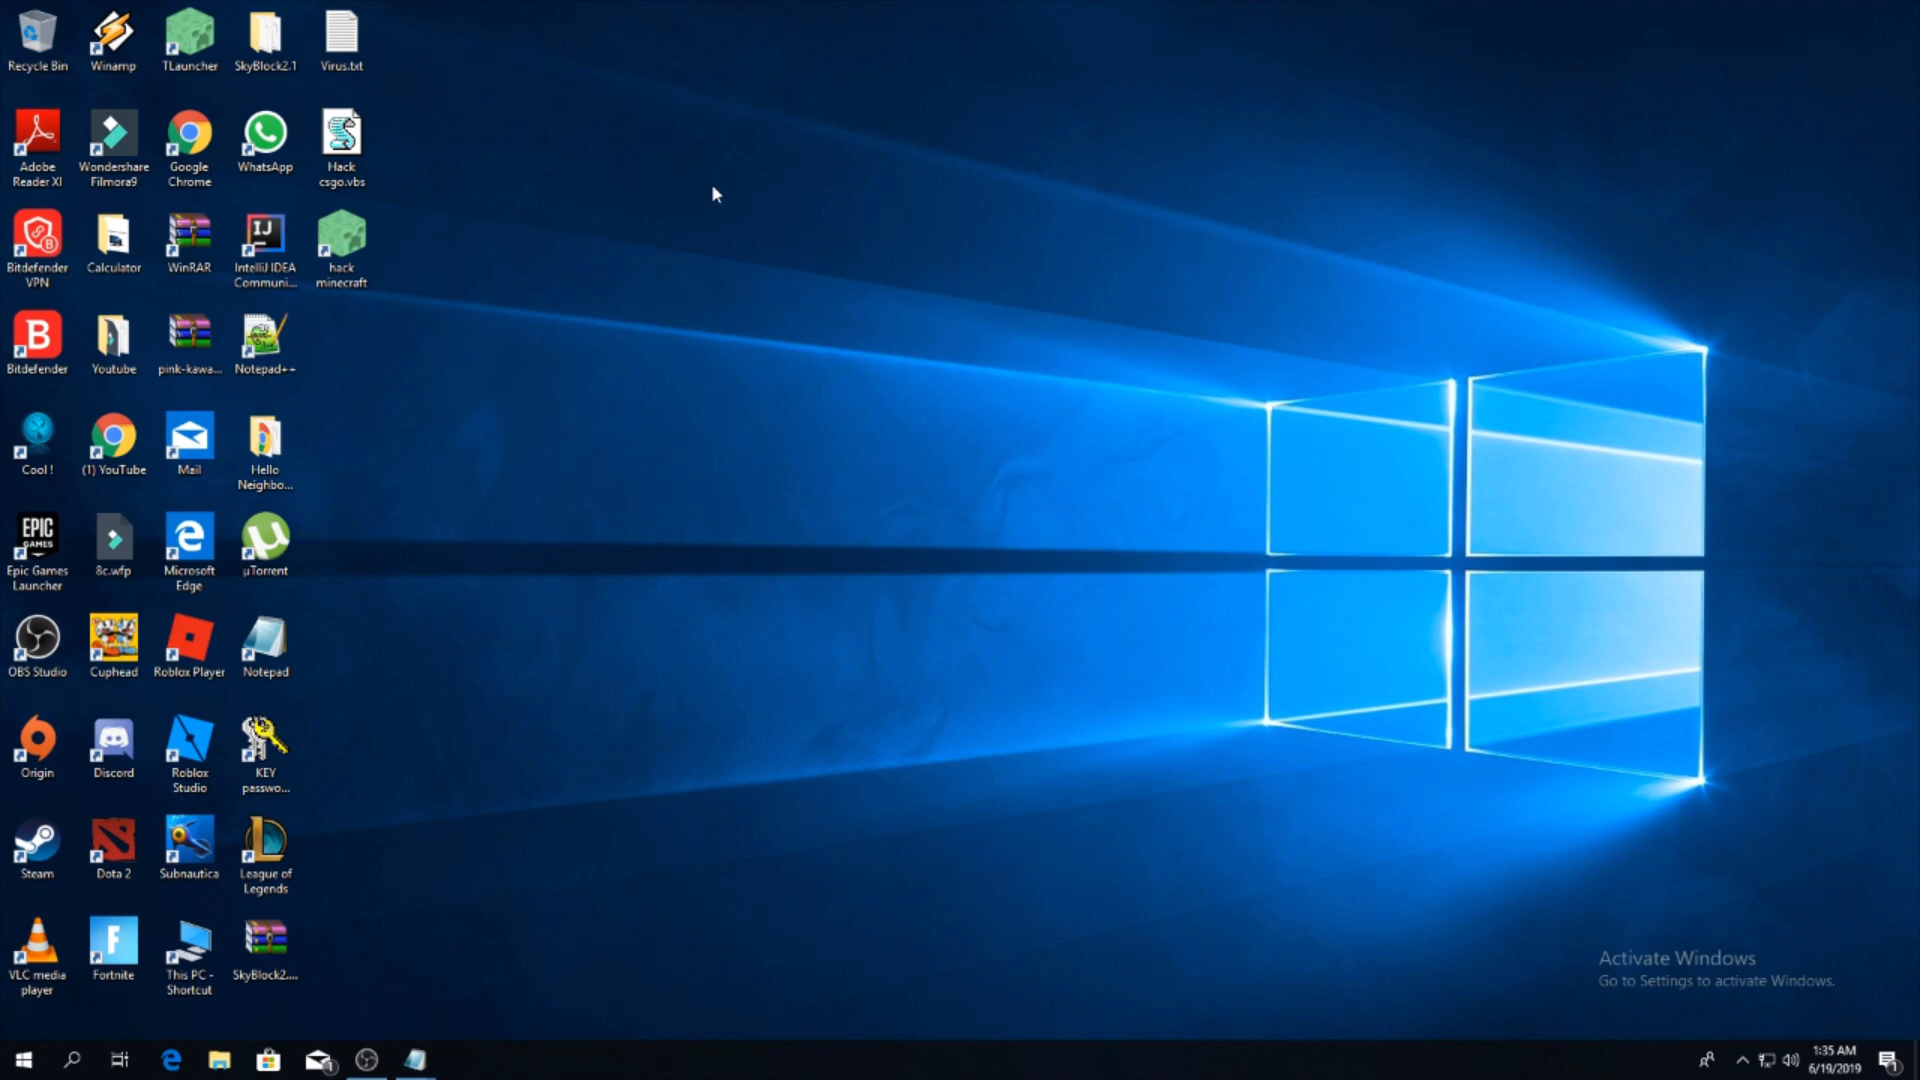 Recycle Bin
Winamp
TLauncher
SkyBlock2.1
Virus.txt
Adobe
Reader XI
Wondershare
Filmora9
Google
Chrome
WhatsApp
Hack
csgo.vbs
Bitdefender
VPN
Calculator
WinRAR
IJ
IntelliJ IDEA
Communi...
hack
minecraft
B
Bitdefender
Youtube
pink-kawa...
Notepad++
Cool !
(1) YouTube
Mail
Hello
Neighbo...
EPIC
GAMES
Epic Games
Launcher
8c.wfp
Microsoft
Edge
µTorrent
OBS Studio
Cuphead
Roblox Player
Notepad
Origin
Discord
Roblox
Studio
KEY
passwo...
Steam
Dota 2
Subnautica
League of
Legends
VLC media
player
F
Fortnite
This PC -
Shortcut
SkyBlock2....
Activate Windows
Go to Settings to activate Windows.
1:35 AM
6/19/2019